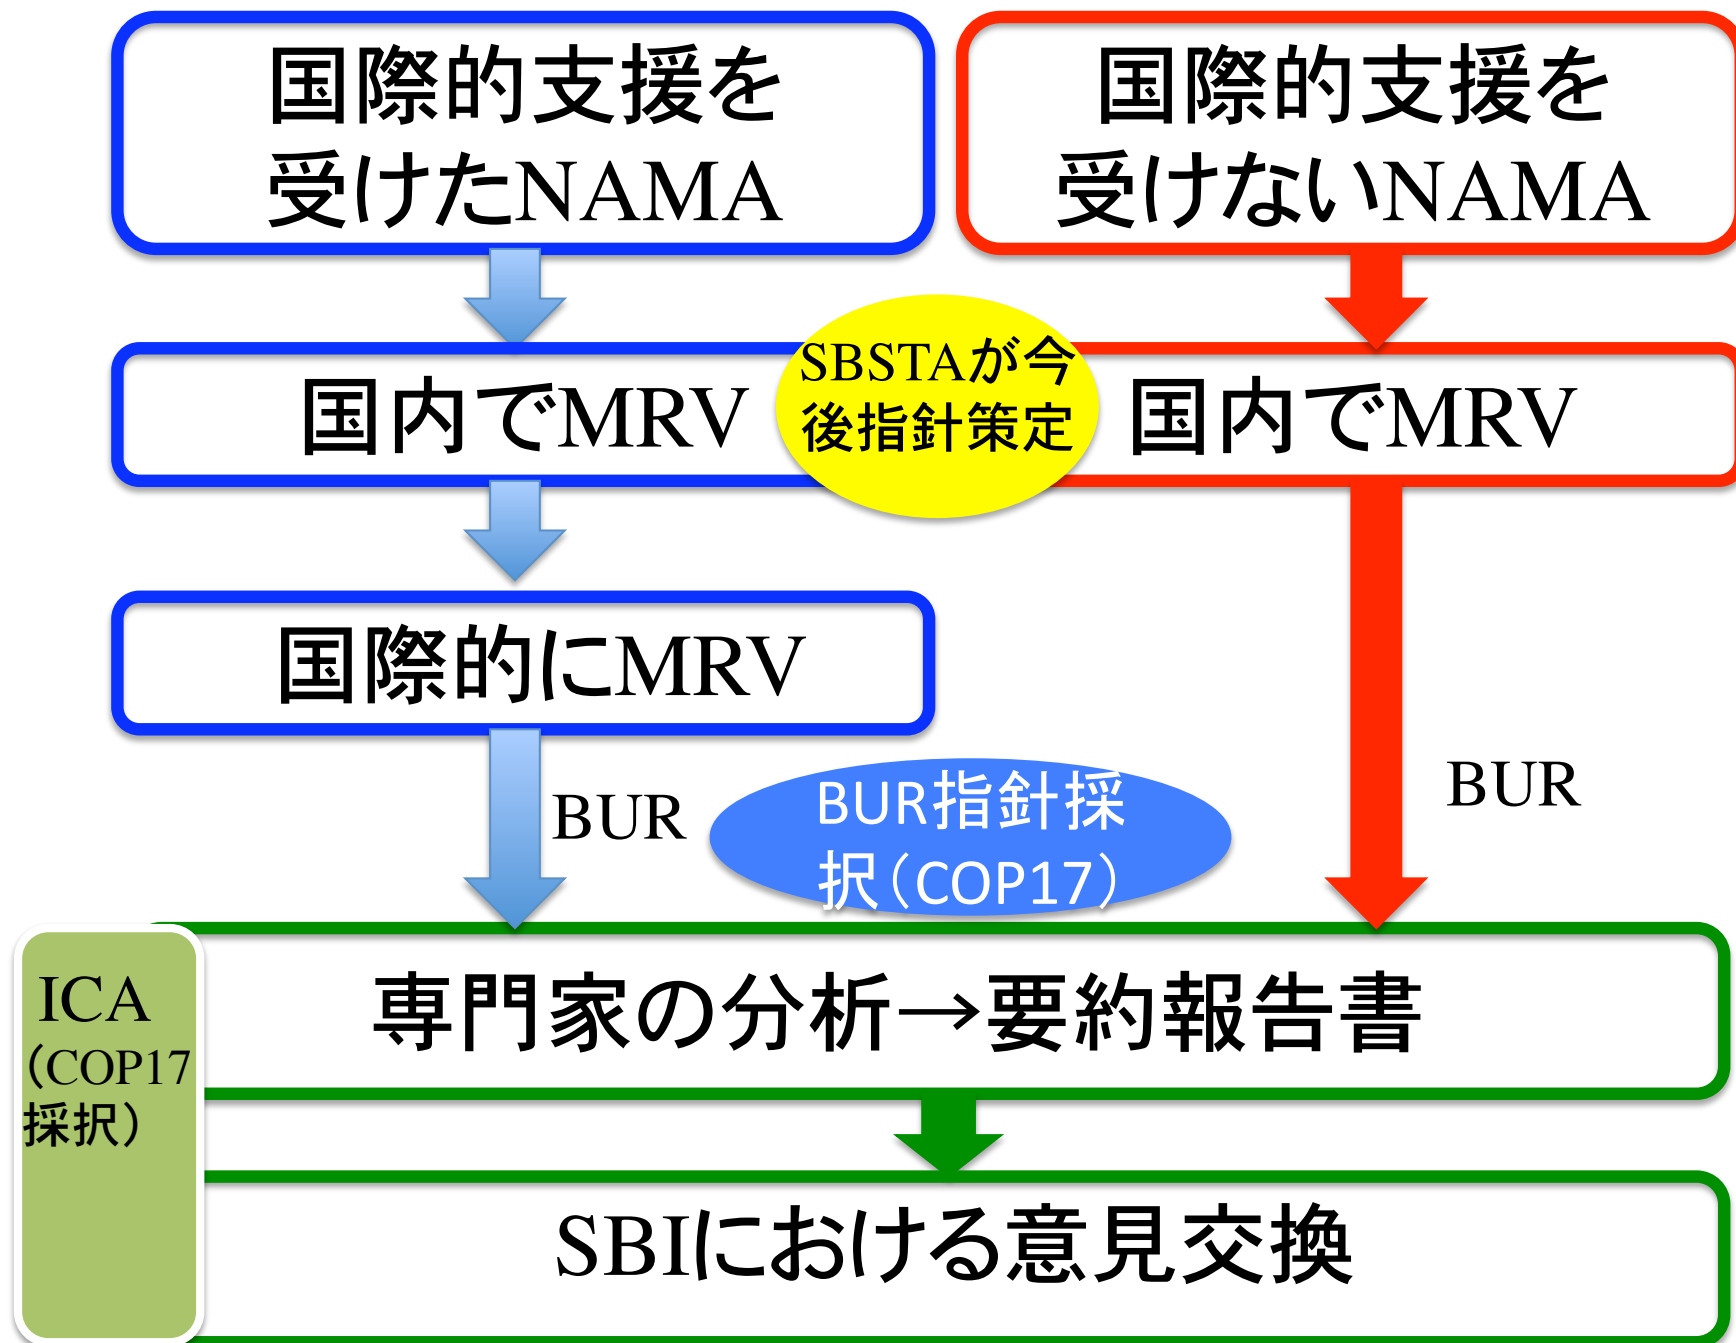 国際的支援を
受けたNAMA
国際的支援を
受けないNAMA
国内でMRV
SBSTAが今
後指針策定
国内でMRV
国際的にMRV
BUR
BUR指針採
択（COP17）
BUR
ICA
（COP17
採択）
専門家の分析→要約報告書
SBIにおける意見交換